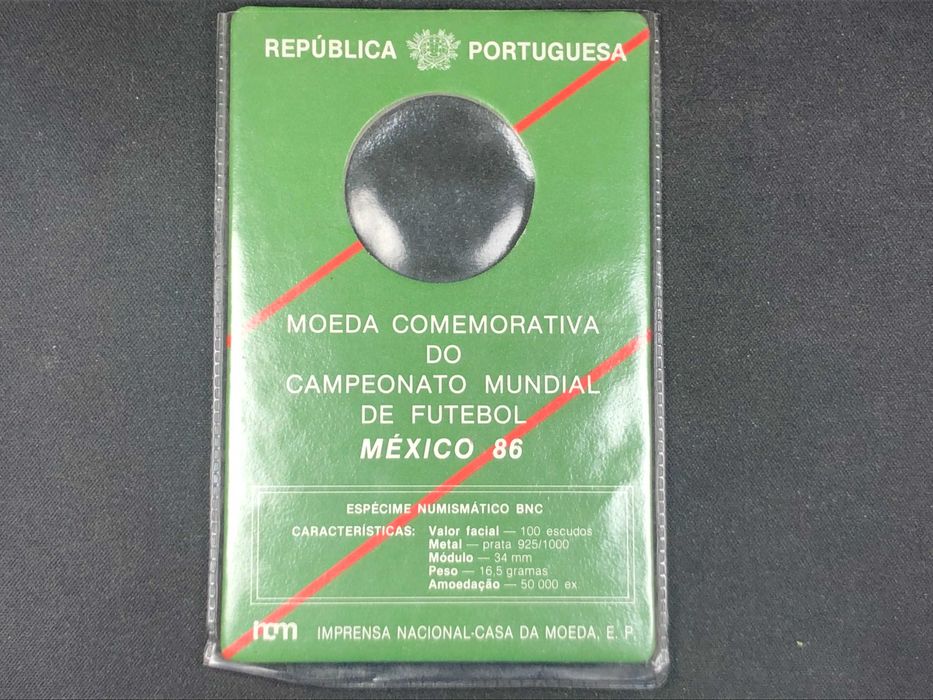 REPÚBLICA PORTUGUESA
MOEDA COMEMORATIVA
DO
CAMPEONATO MUNDIAL
DE FUTEBOL
MÉXICO 86
ESPÉCIME NUMISMÁTICO BNC
CARACTERÍSTICAS: Valor facial — 100 escudos
Metal — prata 925/1000
Módulo — 34 mm
Peso — 16,5 gramas
Amoedação — 50 000 ex.
incm IMPRENSA NACIONAL-CASA DA MOEDA, E. P.